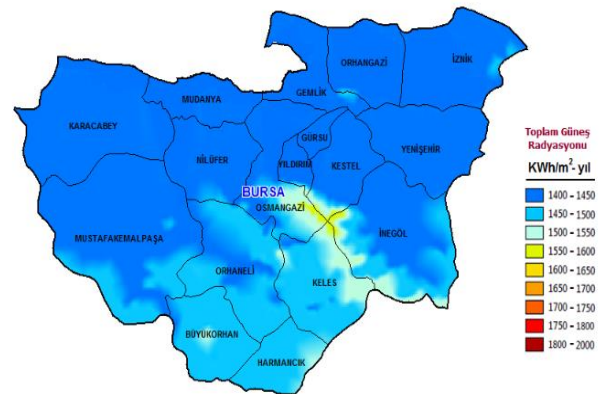 ORHANGAZİ
İZNİK
GEMLİK
MUDANYA
KARACABEY
GÜRSU
YENİŞEHİR
NİLÜFER
YILDIRIM
KESTEL
BURSA
OSMANGAZİ
MUSTAFAKEMALPAŞA
İNEGÖL
ORHANELİ
KELES
BÜYÜKORHAN
HARMANCIK
Toplam Güneş
Radyasyonu
KWh/m²- yıl
1400 - 1450
1450 - 1500
1500 - 1550
1550 - 1600
1600 - 1650
1650 - 1700
1700 - 1750
1750 - 1800
1800 - 2000